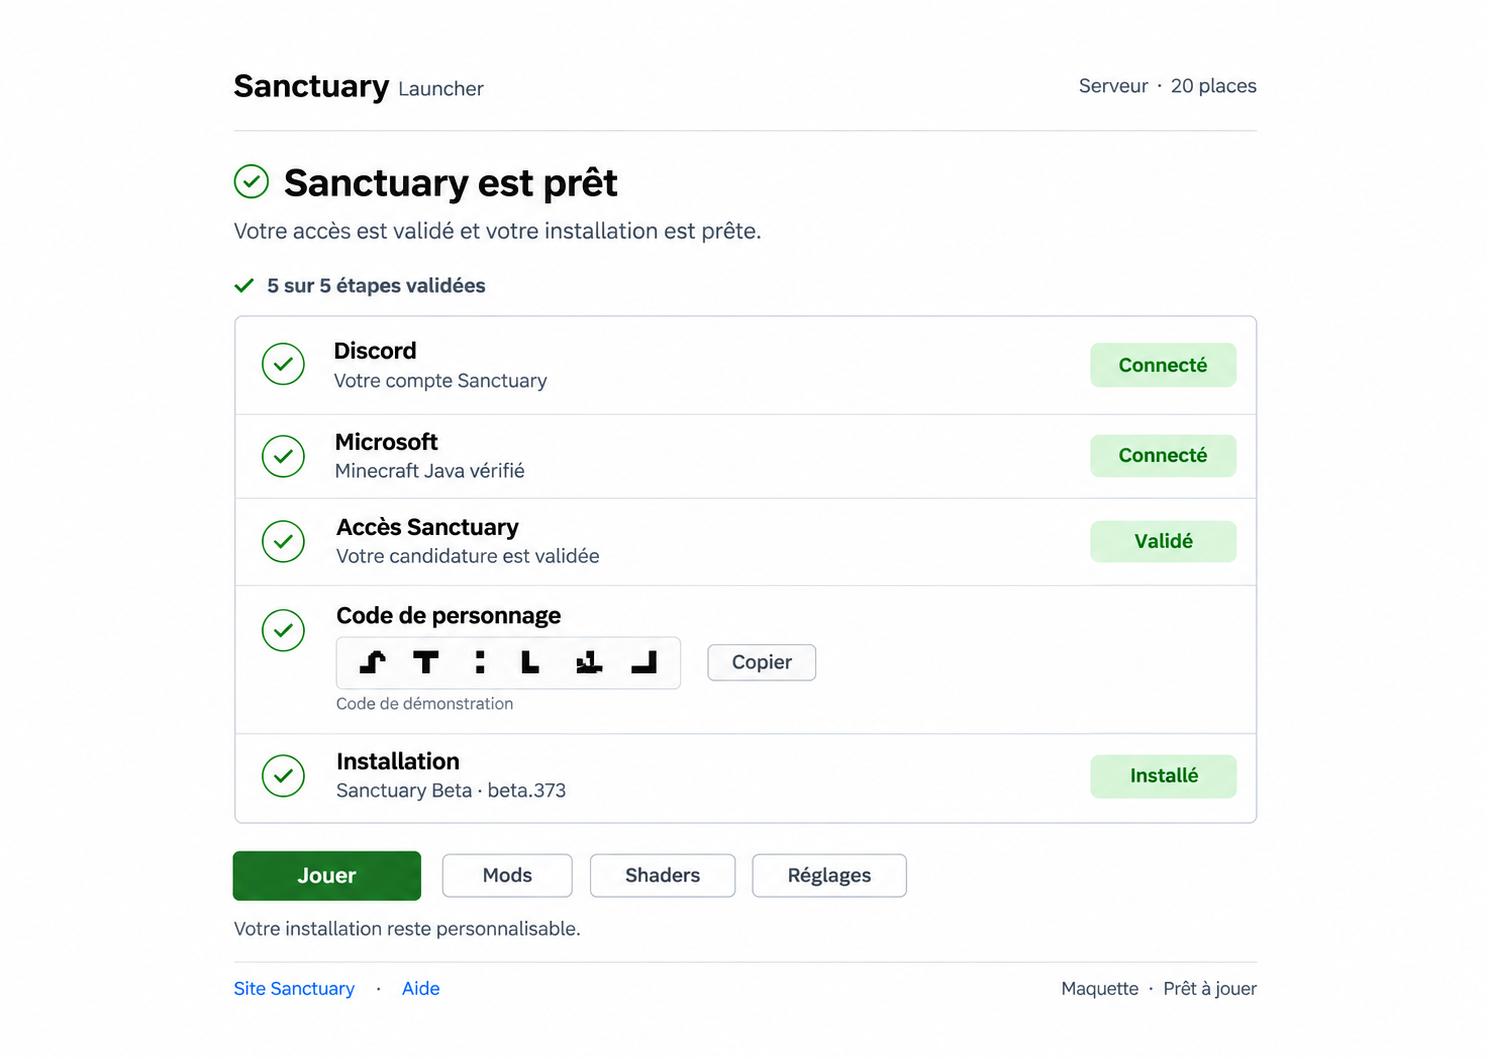 Sanctuary Launcher
Serveur · 20 places
Sanctuary est prêt
Votre accès est validé et votre installation est prête.
5 sur 5 étapes validées
Discord
Votre compte Sanctuary
Connecté
Microsoft
Minecraft Java vérifié
Connecté
Accès Sanctuary
Votre candidature est validée
Validé
Code de personnage
Copier
Code de démonstration
Installation
Sanctuary Beta · beta.373
Installé
Jouer
Mods
Shaders
Réglages
Votre installation reste personnalisable.
Site Sanctuary · Aide
Maquette · Prêt à jouer